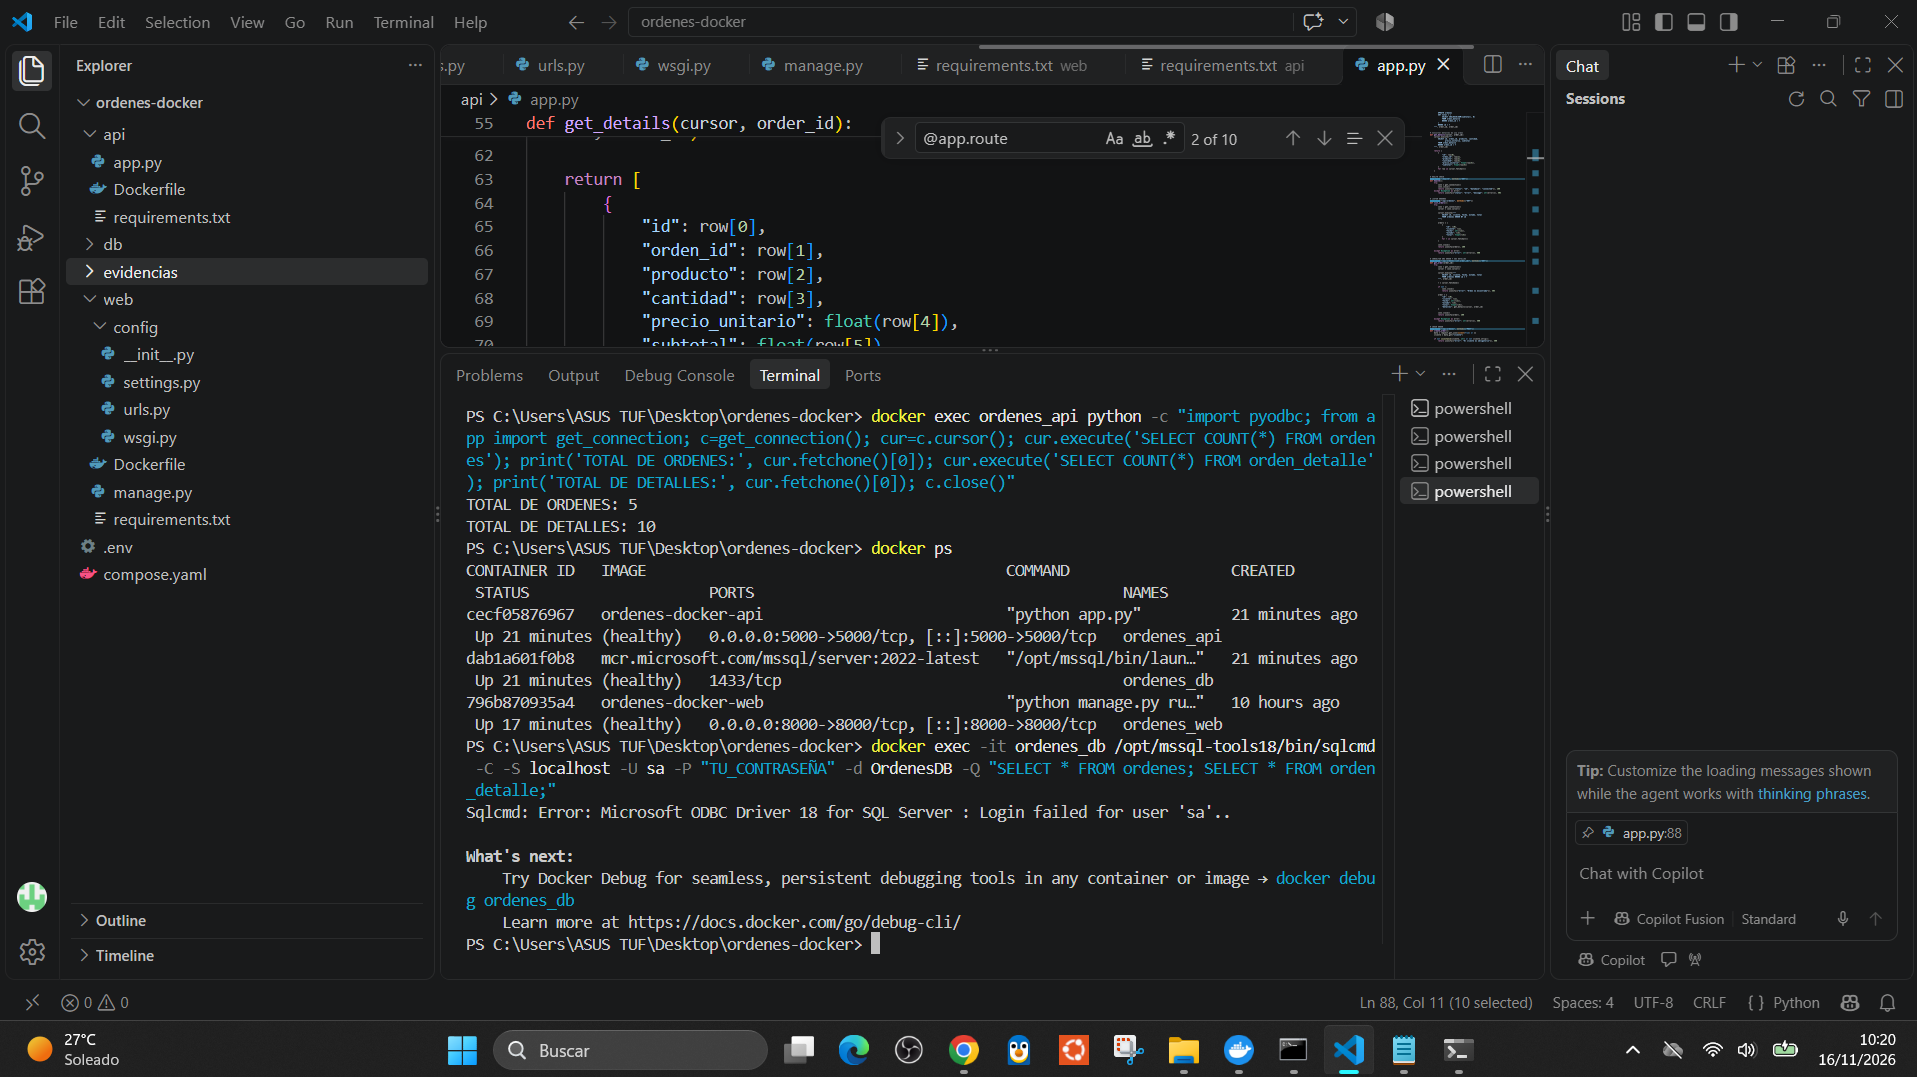 File Edit Selection View Go Run Terminal Help
ordenes-docker
Explorer
ordenes-docker
api
app.py
Dockerfile
requirements.txt
db
evidencias
web
config
__init__.py
settings.py
urls.py
wsgi.py
Dockerfile
manage.py
requirements.txt
.env
compose.yaml
Outline
Timeline
s.py urls.py wsgi.py manage.py requirements.txt web requirements.txt api app.py
api > app.py
@app.route Aa ab .* 2 of 10
55 def get_details(cursor, order_id):
62
63 return [
64 {
65 "id": row[0],
66 "orden_id": row[1],
67 "producto": row[2],
68 "cantidad": row[3],
69 "precio_unitario": float(row[4]),
70 "subtotal": float(row[5])
Problems Output Debug Console Terminal Ports
PS C:\Users\ASUS TUF\Desktop\ordenes-docker> docker exec ordenes_api python -c "import pyodbc; from a
pp import get_connection; c=get_connection(); cur=c.cursor(); cur.execute('SELECT COUNT(*) FROM orden
es'); print('TOTAL DE ORDENES:', cur.fetchone()[0]); cur.execute('SELECT COUNT(*) FROM orden_detalle'
); print('TOTAL DE DETALLES:', cur.fetchone()[0]); c.close()"
TOTAL DE ORDENES: 5
TOTAL DE DETALLES: 10
PS C:\Users\ASUS TUF\Desktop\ordenes-docker> docker ps
CONTAINER ID IMAGE COMMAND CREATED
STATUS PORTS NAMES
cecf05876967 ordenes-docker-api "python app.py" 21 minutes ago
Up 21 minutes (healthy) 0.0.0.0:5000->5000/tcp, [::]:5000->5000/tcp ordenes_api
dab1a601f0b8 mcr.microsoft.com/mssql/server:2022-latest "/opt/mssql/bin/laun…" 21 minutes ago
Up 21 minutes (healthy) 1433/tcp ordenes_db
796b870935a4 ordenes-docker-web "python manage.py ru…" 10 hours ago
Up 17 minutes (healthy) 0.0.0.0:8000->8000/tcp, [::]:8000->8000/tcp ordenes_web
PS C:\Users\ASUS TUF\Desktop\ordenes-docker> docker exec -it ordenes_db /opt/mssql-tools18/bin/sqlcmd
-C -S localhost -U sa -P "TU_CONTRASEÑA" -d OrdenesDB -Q "SELECT * FROM ordenes; SELECT * FROM orden
_detalle;"
Sqlcmd: Error: Microsoft ODBC Driver 18 for SQL Server : Login failed for user 'sa'..
What's next:
Try Docker Debug for seamless, persistent debugging tools in any container or image → docker debu
g ordenes_db
Learn more at https://docs.docker.com/go/debug-cli/
PS C:\Users\ASUS TUF\Desktop\ordenes-docker>
powershell
powershell
powershell
powershell
Chat
Sessions
Tip: Customize the loading messages shown
while the agent works with thinking phrases.
app.py:88
Chat with Copilot
Copilot Fusion Standard
Copilot
0 0
Ln 88, Col 11 (10 selected) Spaces: 4 UTF-8 CRLF { } Python
27°C
Soleado
Buscar
10:20
16/11/2026